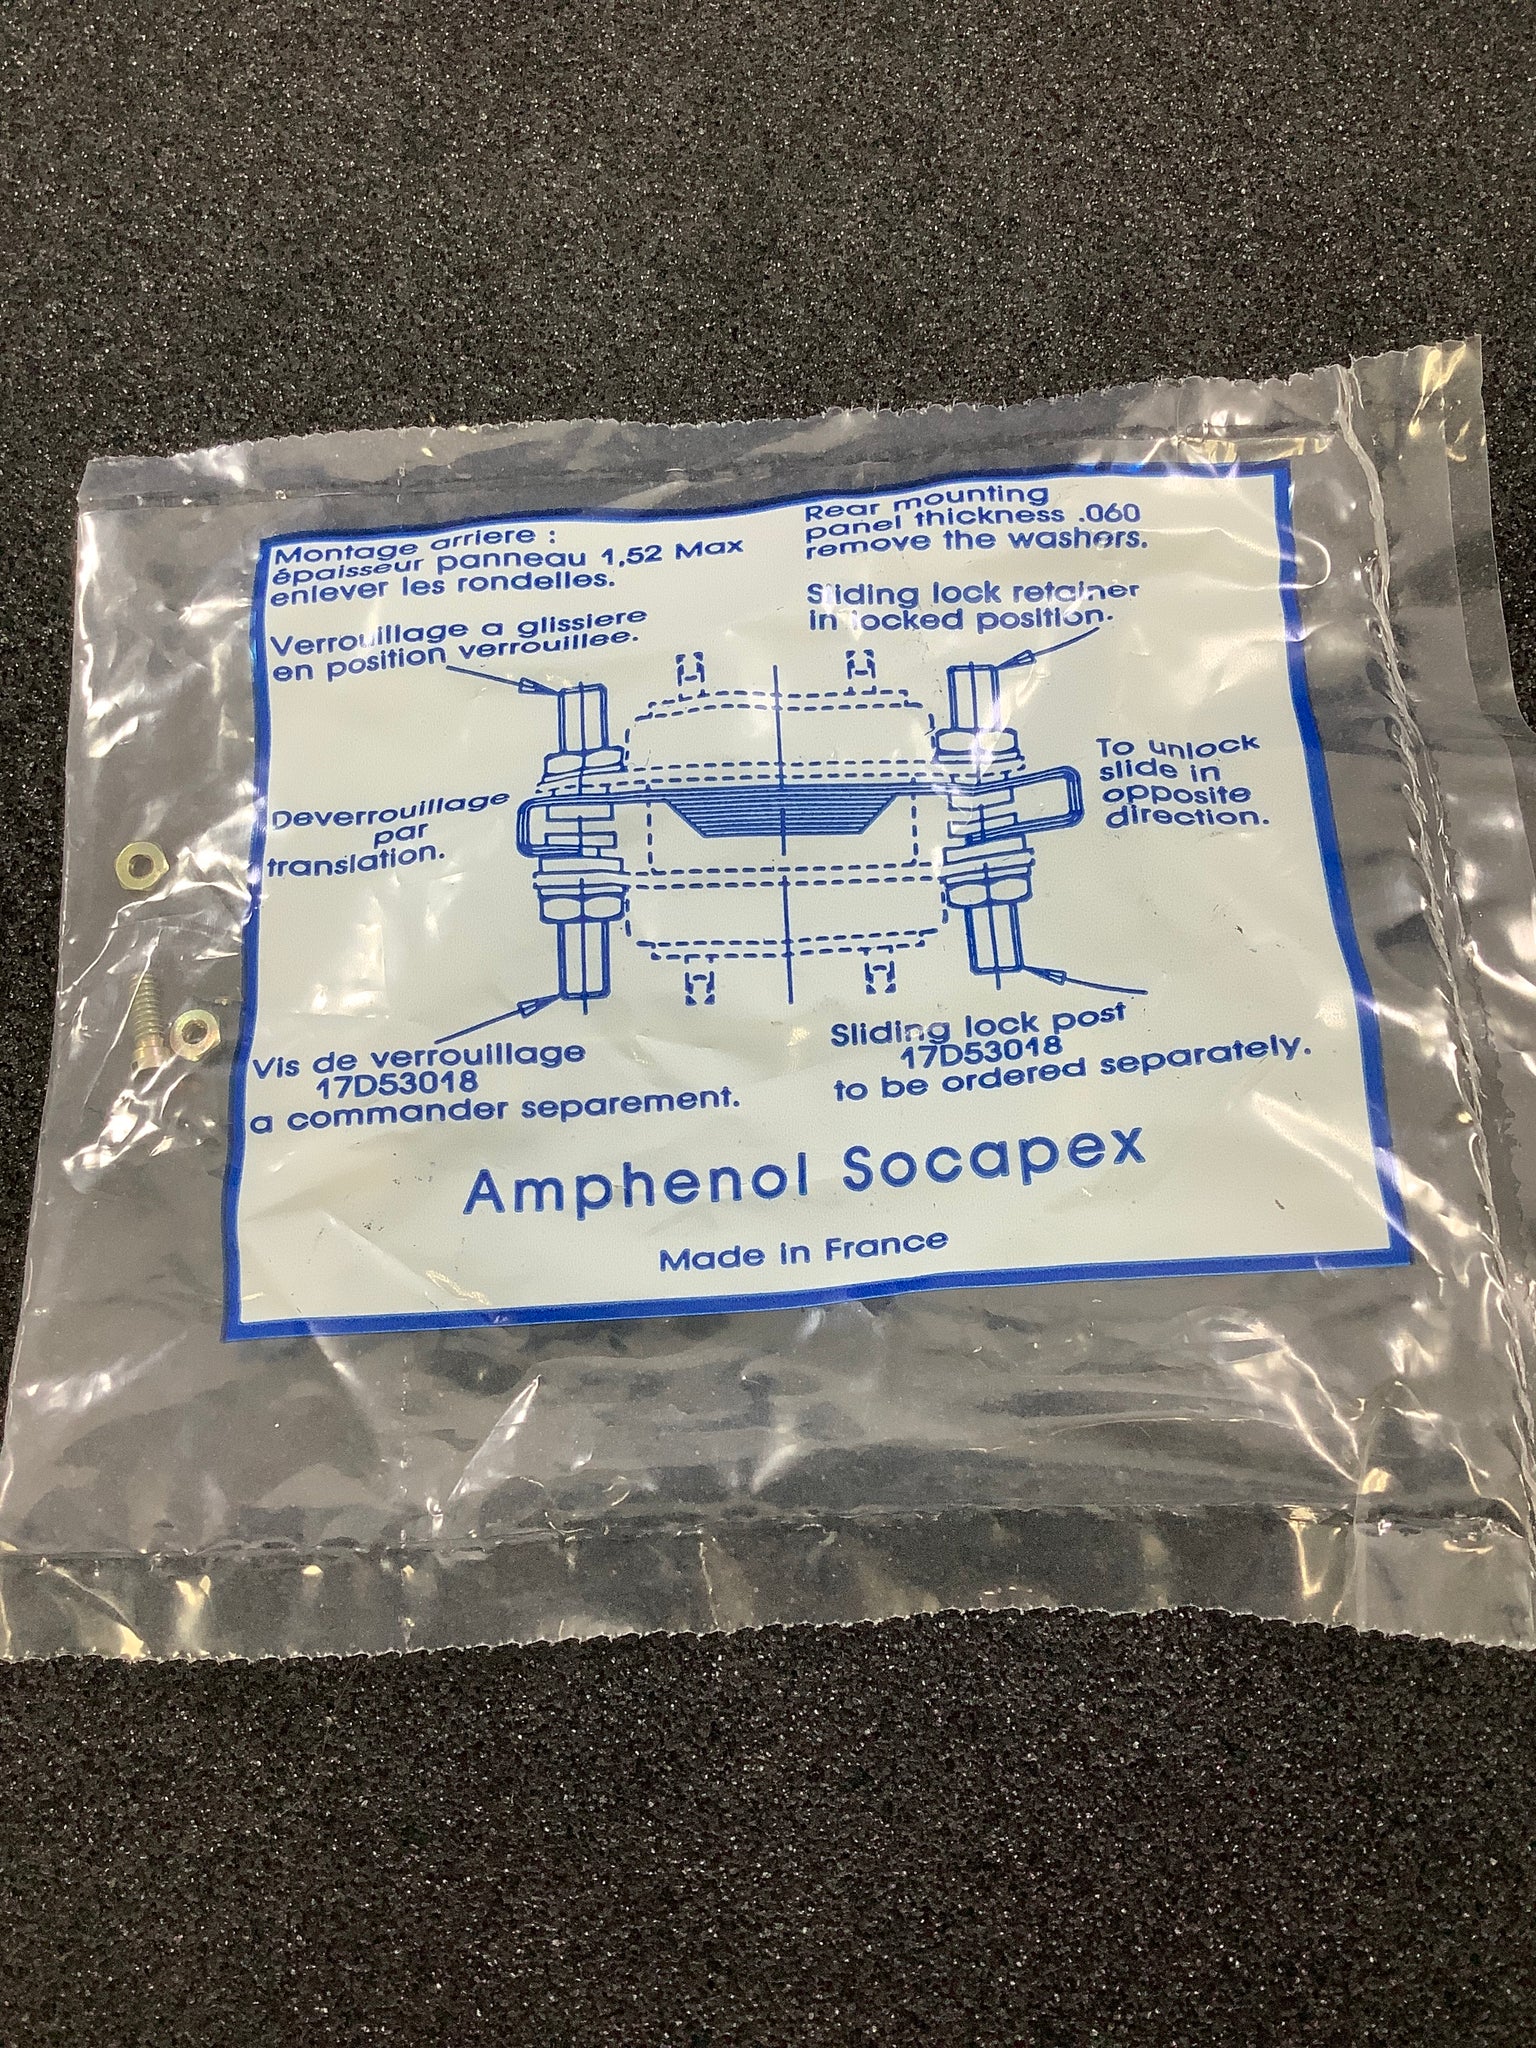 Montage arriere :
épaisseur panneau 1,52 Max
enlever les rondelles.
Rear mounting
panel thickness .060
remove the washers.
Verrouillage a glissiere
en position verrouillee.
Sliding lock retainer
in locked position.
Deverrouillage
par
translation.
To unlock
slide in
opposite
direction.
Vis de verrouillage
17D53018
a commander separement.
Sliding lock post
17D53018
to be ordered separately.
Amphenol Socapex
Made in France